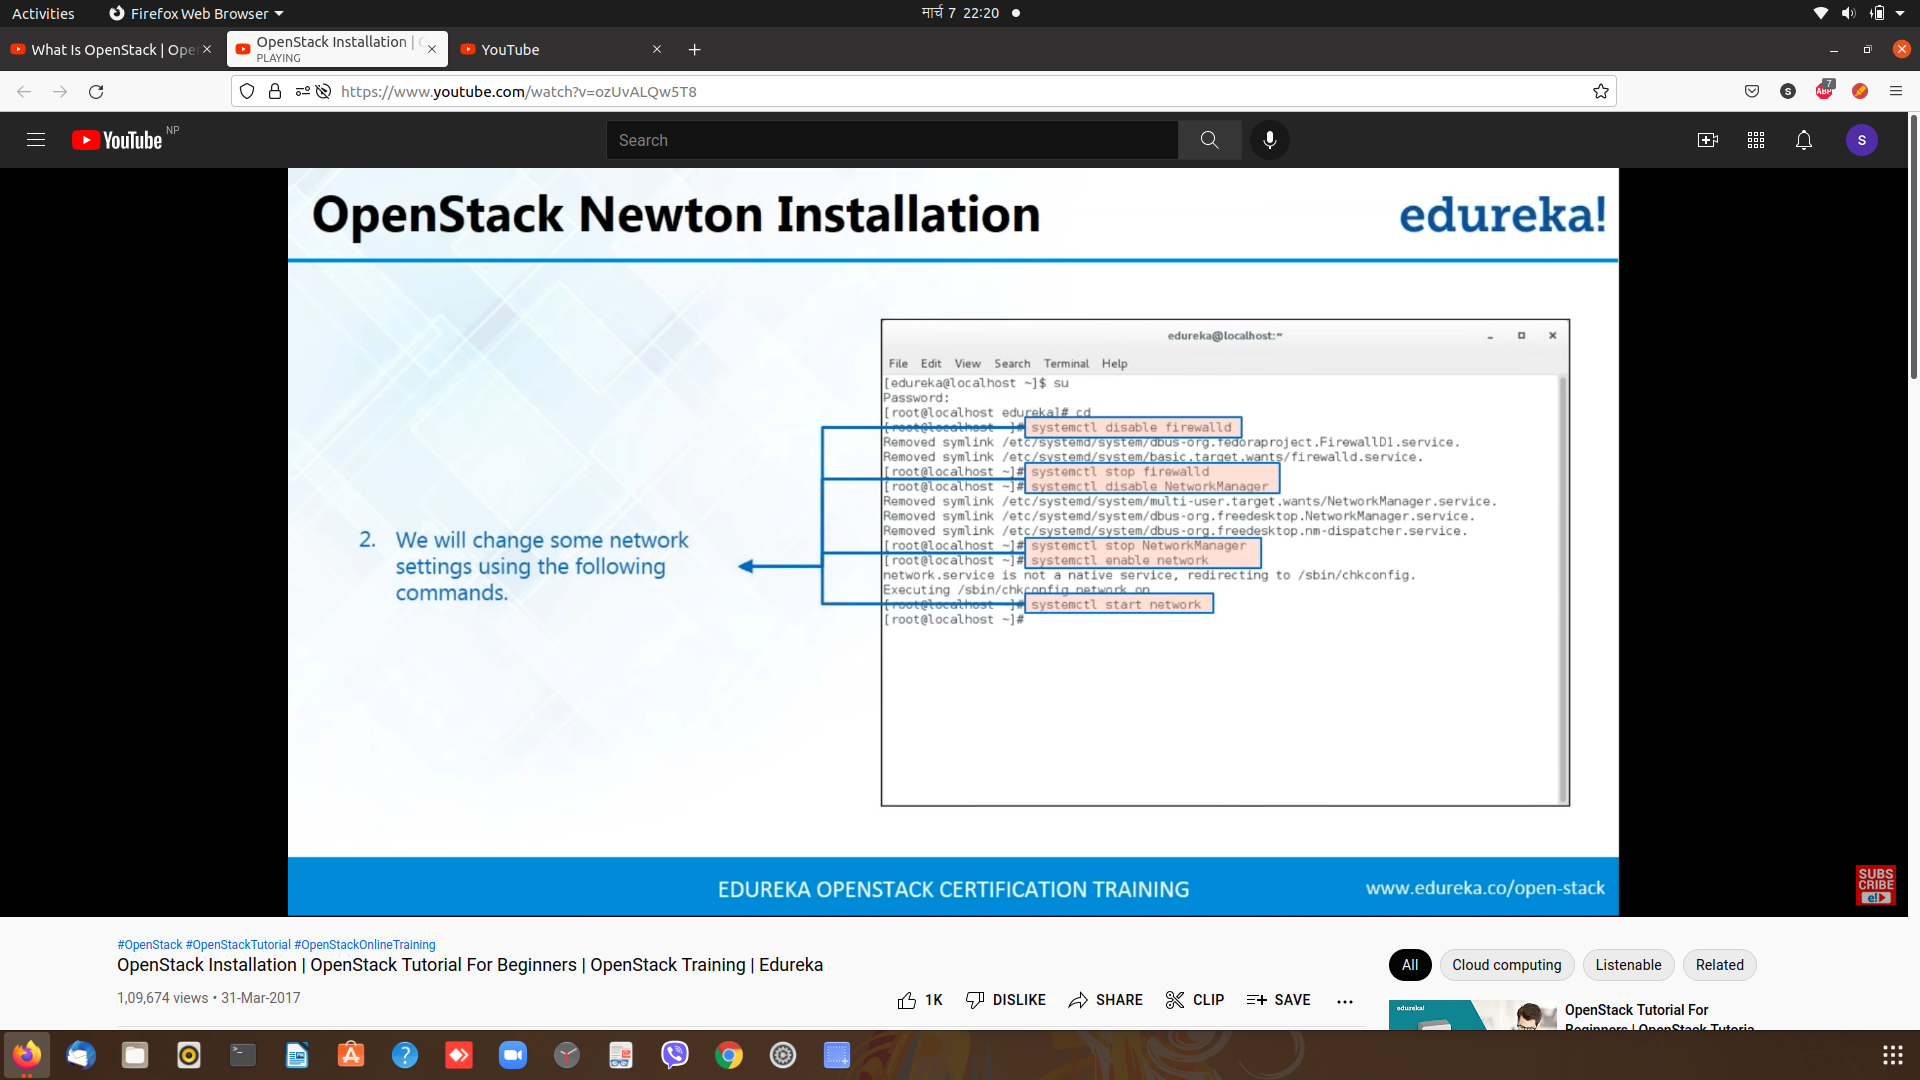 Activities
Firefox Web Browser
मार्च 7 22:20
What Is OpenStack | Ope
OpenStack Installation |
PLAYING
YouTube
https://www.youtube.com/watch?v=ozUvALQw5T8
S
ABP
7
YouTube NP
Search
S
OpenStack Newton Installation
edureka!
edureka@localhost:~
File Edit View Search Terminal Help
[edureka@localhost ~]$ su
Password:
[root@localhost edureka]# cd
[root@localhost ~]# systemctl disable firewalld
Removed symlink /etc/systemd/system/dbus-org.fedoraproject.FirewallD1.service.
Removed symlink /etc/systemd/system/basic.target.wants/firewalld.service.
[root@localhost ~]# systemctl stop firewalld
[root@localhost ~]# systemctl disable NetworkManager
Removed symlink /etc/systemd/system/multi-user.target.wants/NetworkManager.service.
Removed symlink /etc/systemd/system/dbus-org.freedesktop.NetworkManager.service.
Removed symlink /etc/systemd/system/dbus-org.freedesktop.nm-dispatcher.service.
[root@localhost ~]# systemctl stop NetworkManager
[root@localhost ~]# systemctl enable network
network.service is not a native service, redirecting to /sbin/chkconfig.
Executing /sbin/chkconfig network on
[root@localhost ~]# systemctl start network
[root@localhost ~]#
2. We will change some network
settings using the following
commands.
EDUREKA OPENSTACK CERTIFICATION TRAINING
www.edureka.co/open-stack
SUBS
CRIBE
e!
#OpenStack #OpenStackTutorial #OpenStackOnlineTraining
OpenStack Installation | OpenStack Tutorial For Beginners | OpenStack Training | Edureka
1,09,674 views • 31-Mar-2017
1K
DISLIKE
SHARE
CLIP
SAVE
All
Cloud computing
Listenable
Related
edureka!
OpenStack Tutorial For
Beginners | OpenStack Tutoria